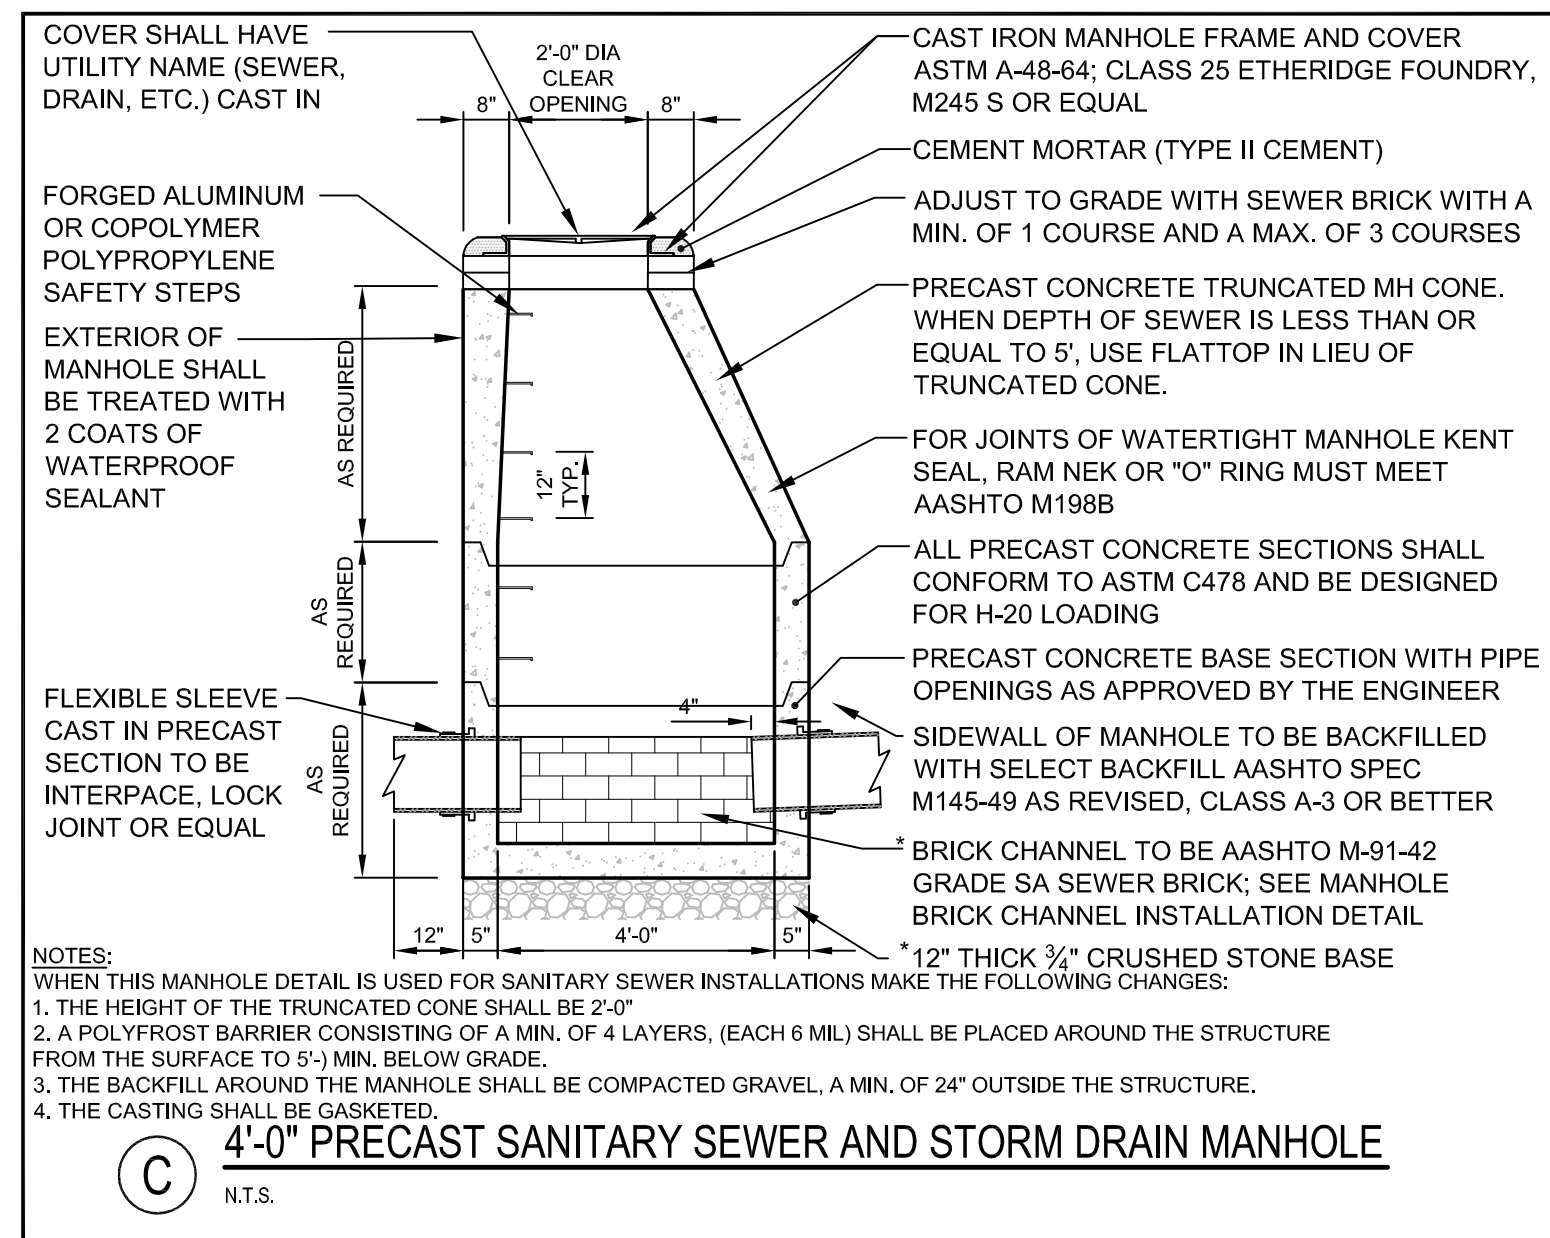 COVER SHALL HAVE
UTILITY NAME (SEWER,
DRAIN, ETC.) CAST IN
2'-0" DIA
CLEAR
OPENING
8"
8"
CAST IRON MANHOLE FRAME AND COVER
ASTM A-48-64; CLASS 25 ETHERIDGE FOUNDRY,
M245 S OR EQUAL
CEMENT MORTAR (TYPE II CEMENT)
ADJUST TO GRADE WITH SEWER BRICK WITH A
MIN. OF 1 COURSE AND A MAX. OF 3 COURSES
FORGED ALUMINUM
OR COPOLYMER
POLYPROPYLENE
SAFETY STEPS
PRECAST CONCRETE TRUNCATED MH CONE.
WHEN DEPTH OF SEWER IS LESS THAN OR
EQUAL TO 5', USE FLATTOP IN LIEU OF
TRUNCATED CONE.
EXTERIOR OF
MANHOLE SHALL
BE TREATED WITH
2 COATS OF
WATERPROOF
SEALANT
AS REQUIRED
12"
TYP.
FOR JOINTS OF WATERTIGHT MANHOLE KENT
SEAL, RAM NEK OR "O" RING MUST MEET
AASHTO M198B
AS
REQUIRED
ALL PRECAST CONCRETE SECTIONS SHALL
CONFORM TO ASTM C478 AND BE DESIGNED
FOR H-20 LOADING
PRECAST CONCRETE BASE SECTION WITH PIPE
OPENINGS AS APPROVED BY THE ENGINEER
FLEXIBLE SLEEVE
CAST IN PRECAST
SECTION TO BE
INTERPACE, LOCK
JOINT OR EQUAL
AS
REQUIRED
4"
SIDEWALL OF MANHOLE TO BE BACKFILLED
WITH SELECT BACKFILL AASHTO SPEC
M145-49 AS REVISED, CLASS A-3 OR BETTER
* BRICK CHANNEL TO BE AASHTO M-91-42
GRADE SA SEWER BRICK; SEE MANHOLE
BRICK CHANNEL INSTALLATION DETAIL
12"
5"
4'-0"
5"
*12" THICK ¾" CRUSHED STONE BASE
NOTES:
WHEN THIS MANHOLE DETAIL IS USED FOR SANITARY SEWER INSTALLATIONS MAKE THE FOLLOWING CHANGES:
1. THE HEIGHT OF THE TRUNCATED CONE SHALL BE 2'-0"
2. A POLYFROST BARRIER CONSISTING OF A MIN. OF 4 LAYERS, (EACH 6 MIL) SHALL BE PLACED AROUND THE STRUCTURE
FROM THE SURFACE TO 5'-) MIN. BELOW GRADE.
3. THE BACKFILL AROUND THE MANHOLE SHALL BE COMPACTED GRAVEL, A MIN. OF 24" OUTSIDE THE STRUCTURE.
4. THE CASTING SHALL BE GASKETED.
C
4'-0" PRECAST SANITARY SEWER AND STORM DRAIN MANHOLE
N.T.S.